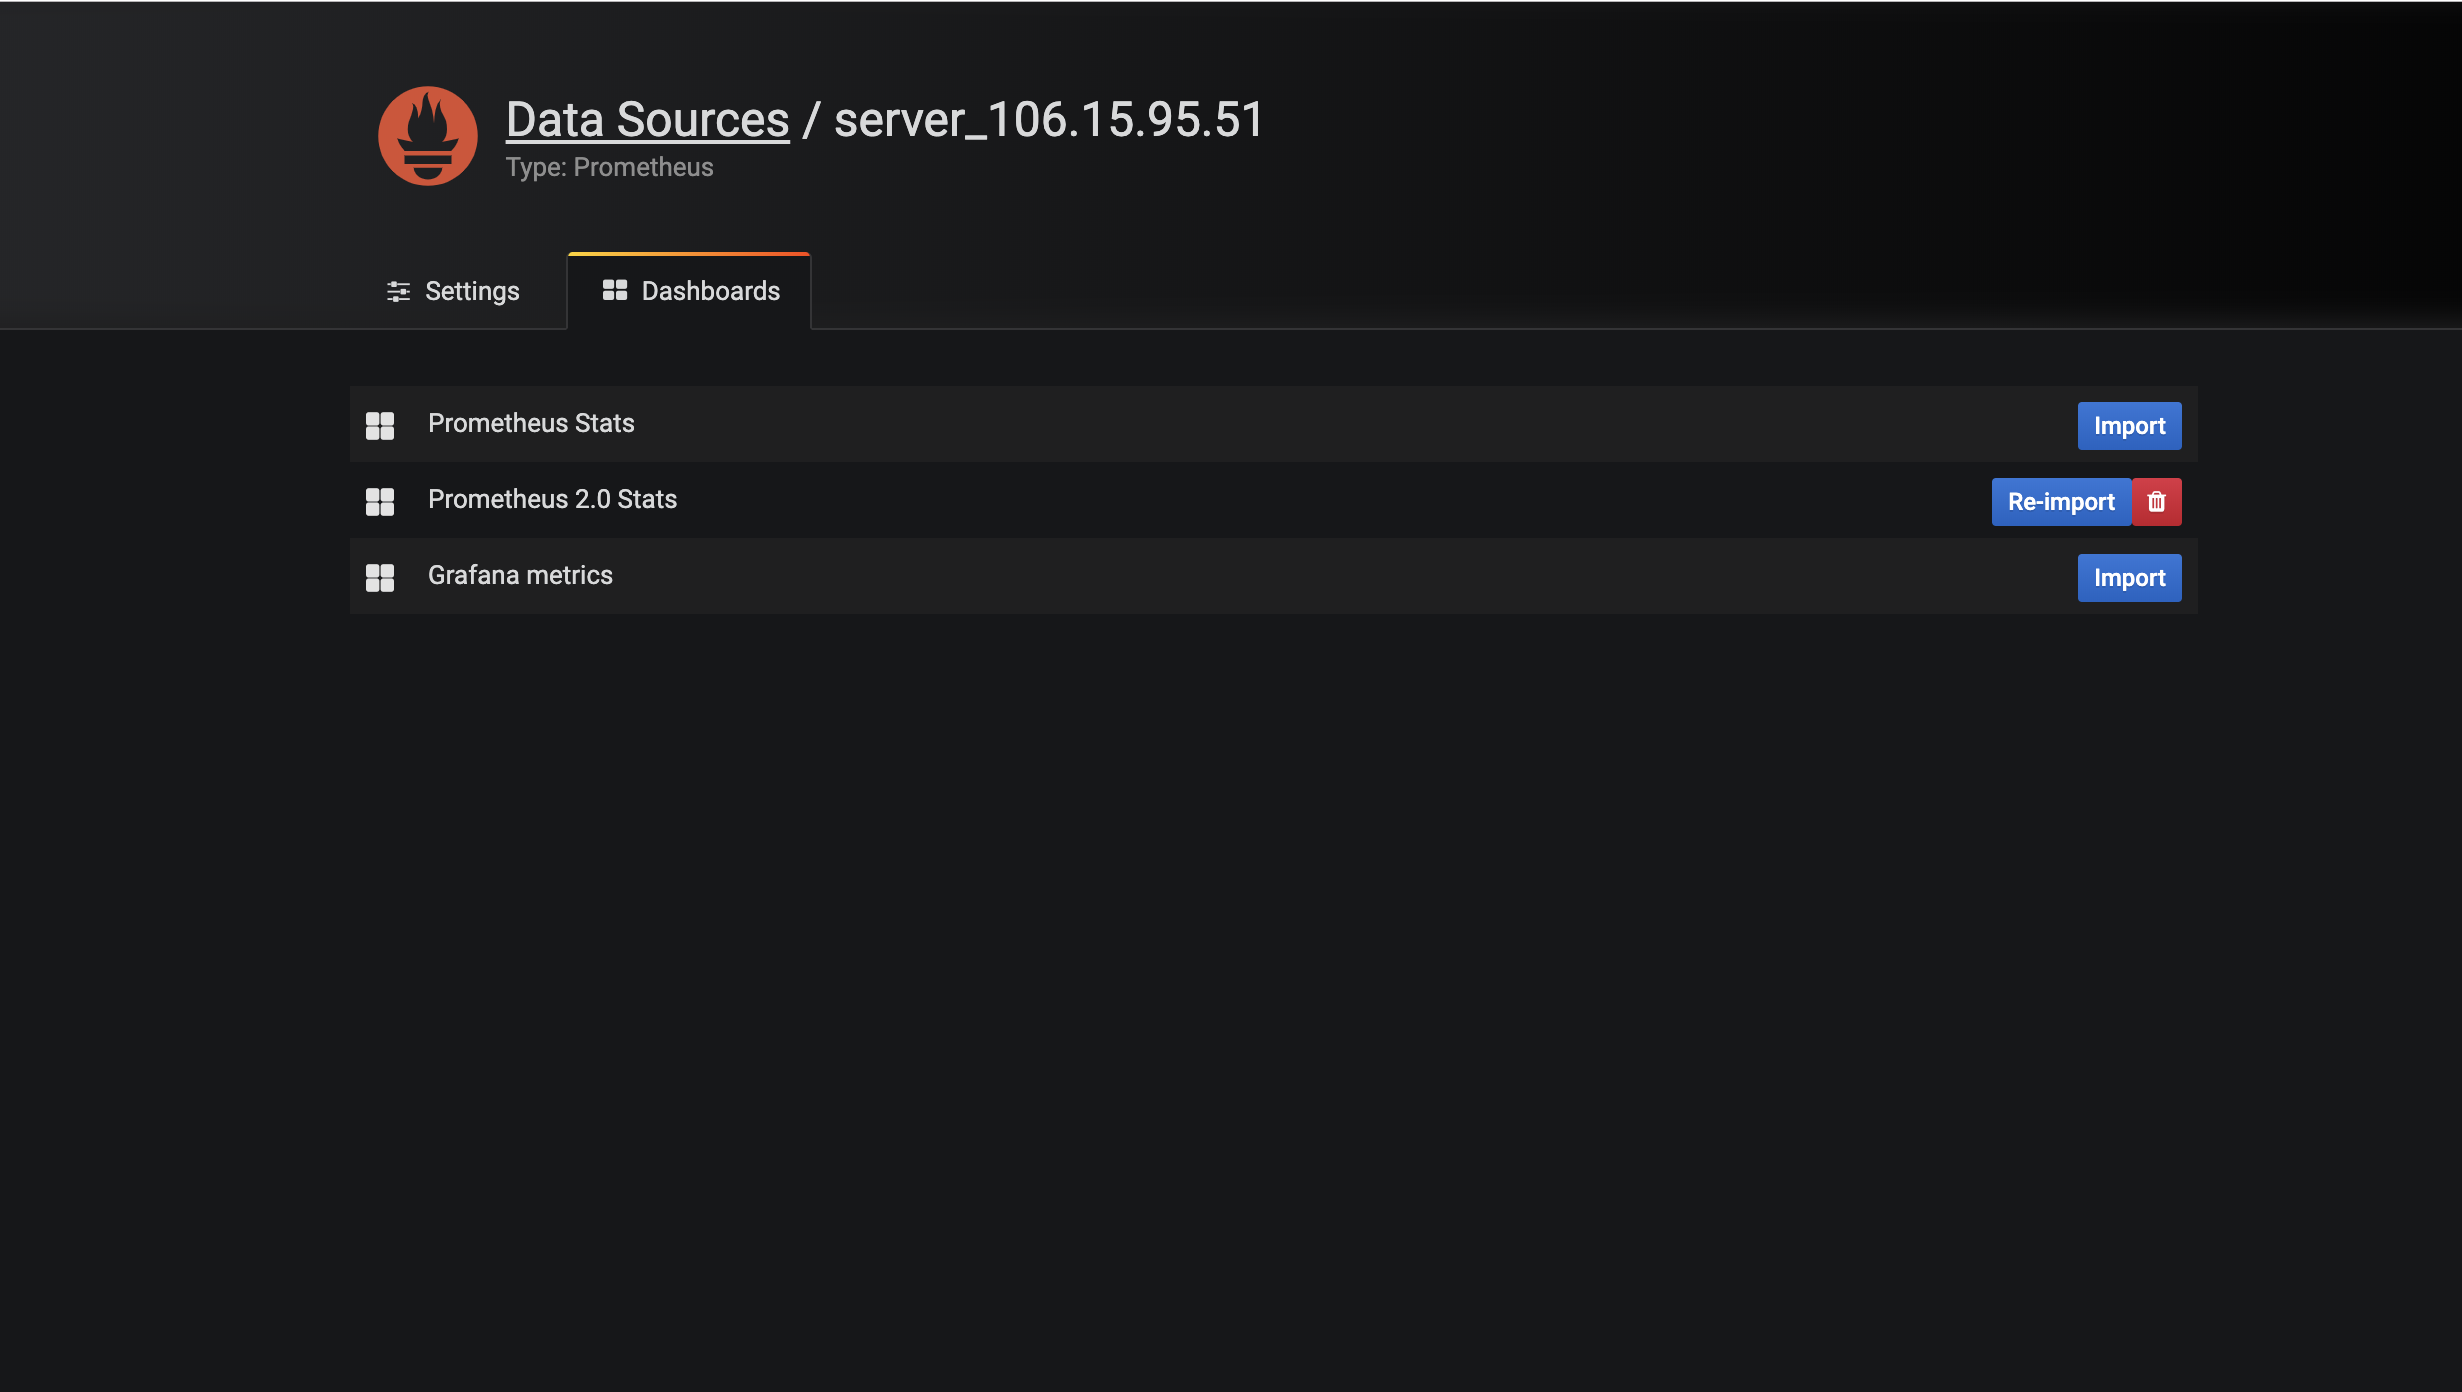 Data Sources / server_106.15.95.51
Type: Prometheus
Settings
Dashboards
Prometheus Stats
Import
Prometheus 2.0 Stats
Re-import
Grafana metrics
Import